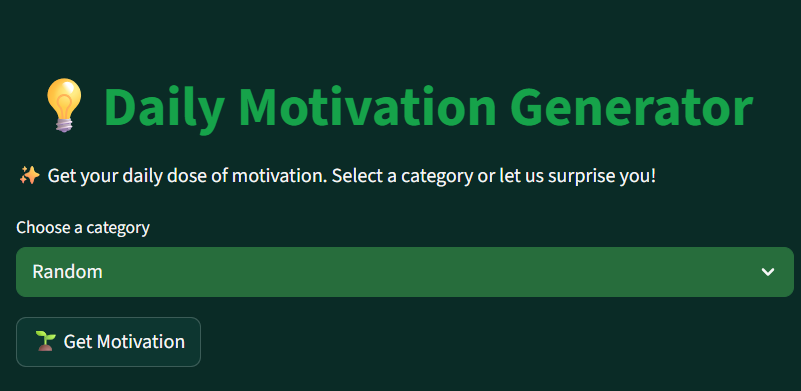 💡 Daily Motivation Generator
✨ Get your daily dose of motivation. Select a category or let us surprise you!
Choose a category
Random
🌱 Get Motivation